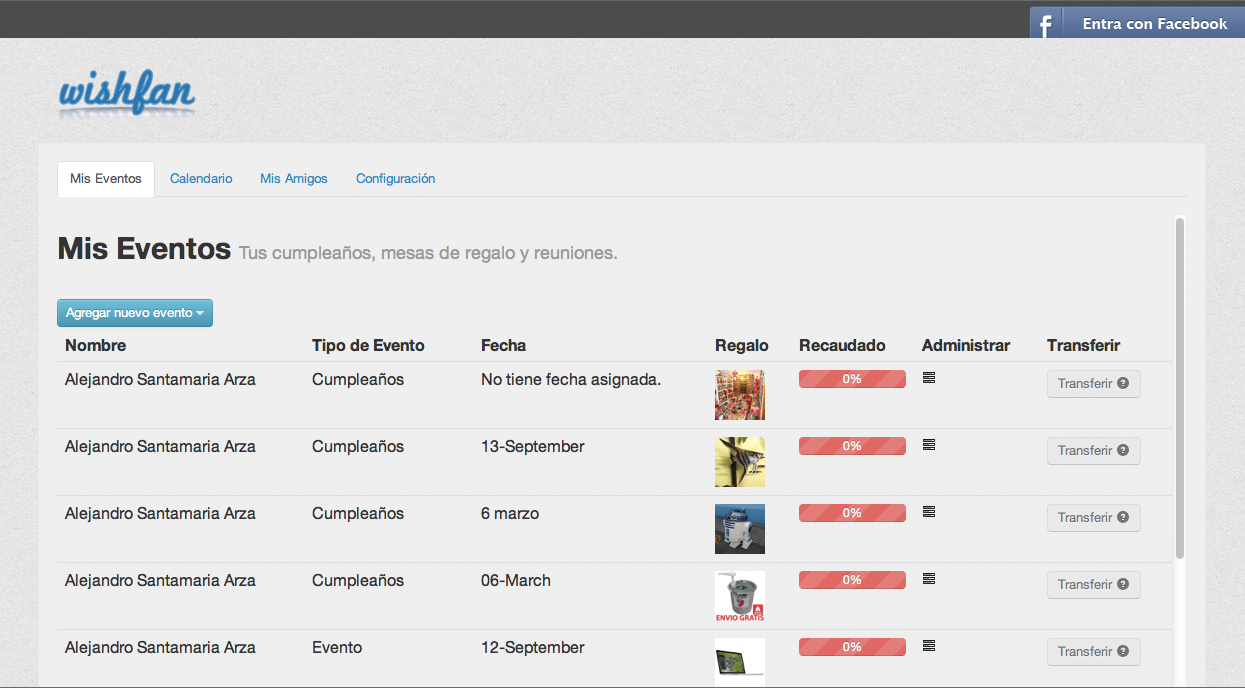 Entra con Facebook
wishfan
Mis Eventos Calendario Mis Amigos Configuración
Mis Eventos Tus cumpleaños, mesas de regalo y reuniones.
Agregar nuevo evento
Nombre Tipo de Evento Fecha Regalo Recaudado Administrar Transferir
Alejandro Santamaria Arza Cumpleaños No tiene fecha asignada. 0% Transferir ?
Alejandro Santamaria Arza Cumpleaños 13-September 0% Transferir ?
Alejandro Santamaria Arza Cumpleaños 6 marzo 0% Transferir ?
Alejandro Santamaria Arza Cumpleaños 06-March 0% Transferir ?
ENVIO GRATIS
Alejandro Santamaria Arza Evento 12-September 0% Transferir ?